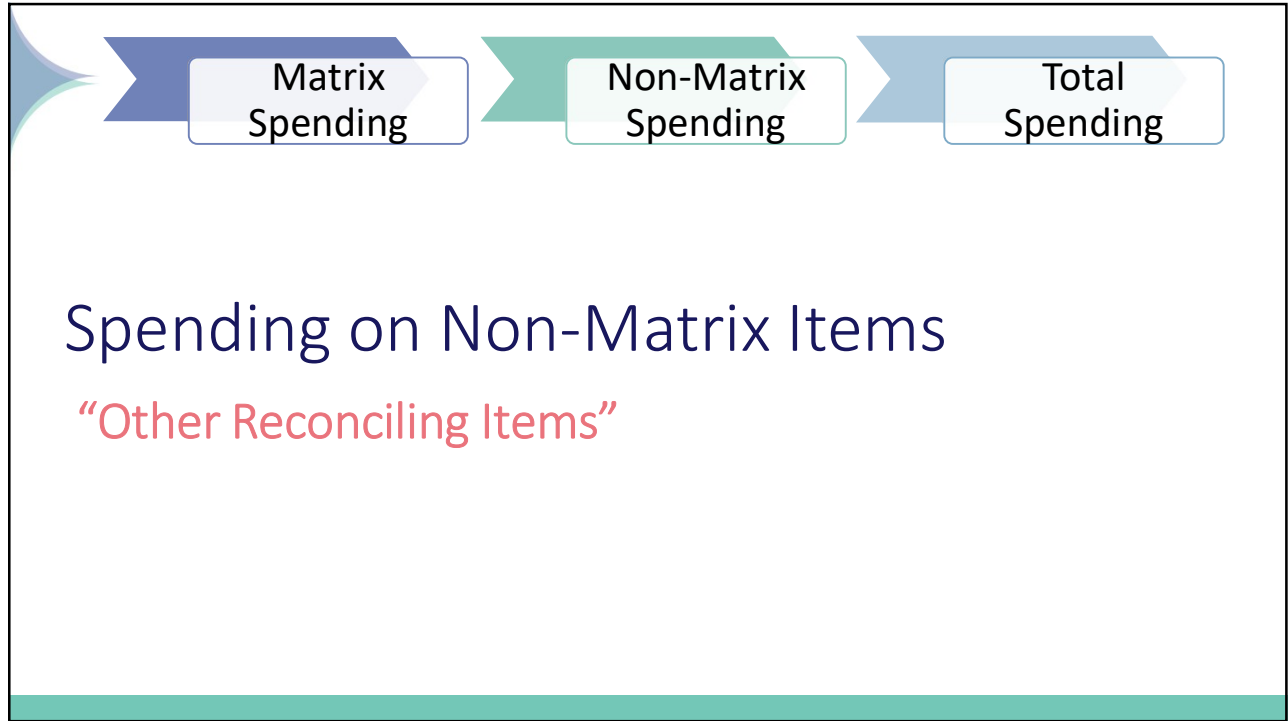 Matrix
Spending
Non-Matrix
Spending
Total
Spending
Spending on Non-Matrix Items
“Other Reconciling Items”